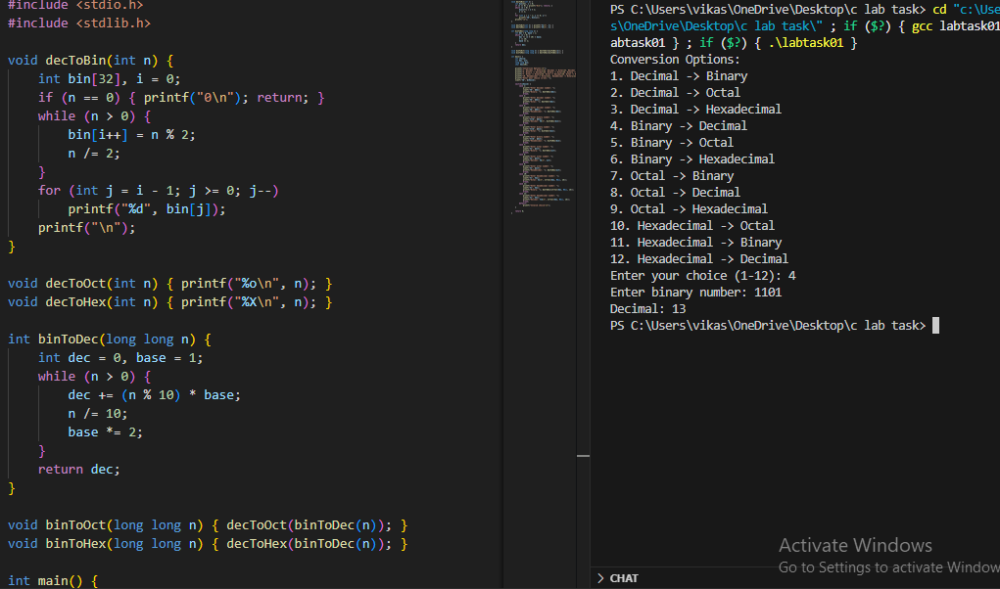 #include <stdio.h>
#include <stdlib.h>
void decToBin(int n) {
    int bin[32], i = 0;
    if (n == 0) { printf("0\n"); return; }
    while (n > 0) {
        bin[i++] = n % 2;
        n /= 2;
    }
    for (int j = i - 1; j >= 0; j--)
        printf("%d", bin[j]);
    printf("\n");
}
void decToOct(int n) { printf("%o\n", n); }
void decToHex(int n) { printf("%X\n", n); }
int binToDec(long long n) {
    int dec = 0, base = 1;
    while (n > 0) {
        dec += (n % 10) * base;
        n /= 10;
        base *= 2;
    }
    return dec;
}
void binToOct(long long n) { decToOct(binToDec(n)); }
void binToHex(long long n) { decToHex(binToDec(n)); }
int main() {
PS C:\Users\vikas\OneDrive\Desktop\c lab task> cd "c:\Use
s\OneDrive\Desktop\c lab task\" ; if ($?) { gcc labtask01
abtask01 } ; if ($?) { .\labtask01 }
Conversion Options:
1. Decimal -> Binary
2. Decimal -> Octal
3. Decimal -> Hexadecimal
4. Binary -> Decimal
5. Binary -> Octal
6. Binary -> Hexadecimal
7. Octal -> Binary
8. Octal -> Decimal
9. Octal -> Hexadecimal
10. Hexadecimal -> Octal
11. Hexadecimal -> Binary
12. Hexadecimal -> Decimal
Enter your choice (1-12): 4
Enter binary number: 1101
Decimal: 13
PS C:\Users\vikas\OneDrive\Desktop\c lab task>
Activate Windows
Go to Settings to activate Window
CHAT